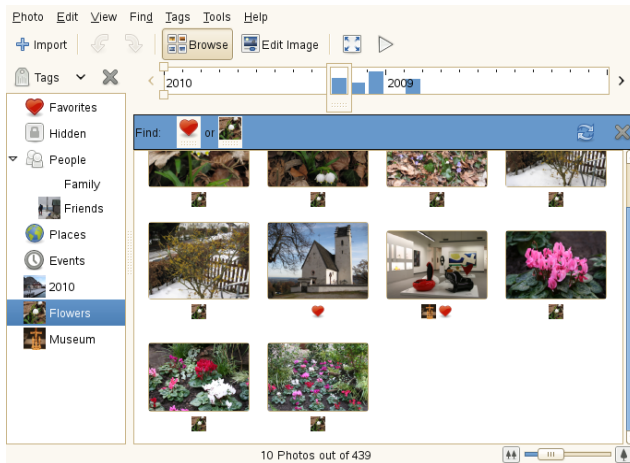 Photo Edit View Find Tags Tools Help
Import Browse Edit Image
Tags
2010 2009
Favorites
Hidden
People
Family
Friends
Places
Events
2010
Flowers
Museum
Find: or
10 Photos out of 439